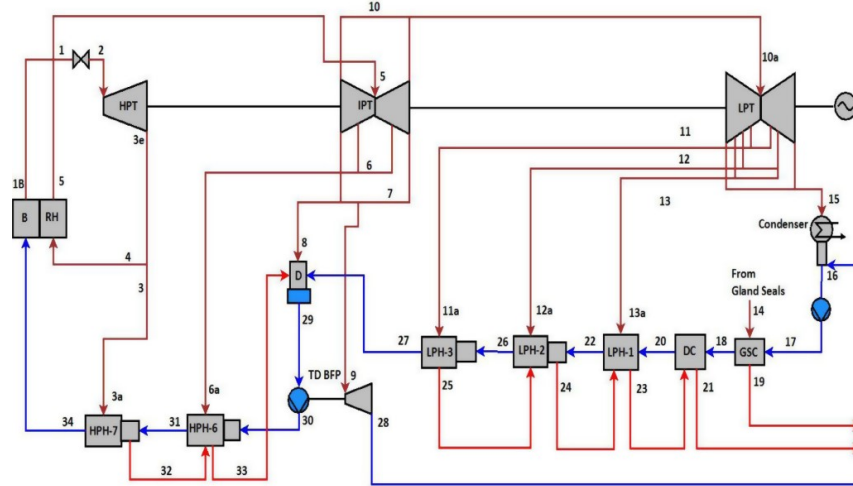 10
1
2
5
10a
HPT
IPT
LPT
3e
11
6
12
1B
5
7
13
15
B
RH
Condenser
8
4
3
D
From
Gland Seals
16
29
11a
12a
13a
14
27
26
22
20
18
17
LPH-3
LPH-2
LPH-1
DC
GSC
TD BFP
9
25
24
23
21
19
3a
6a
30
28
34
31
HPH-7
HPH-6
32
33